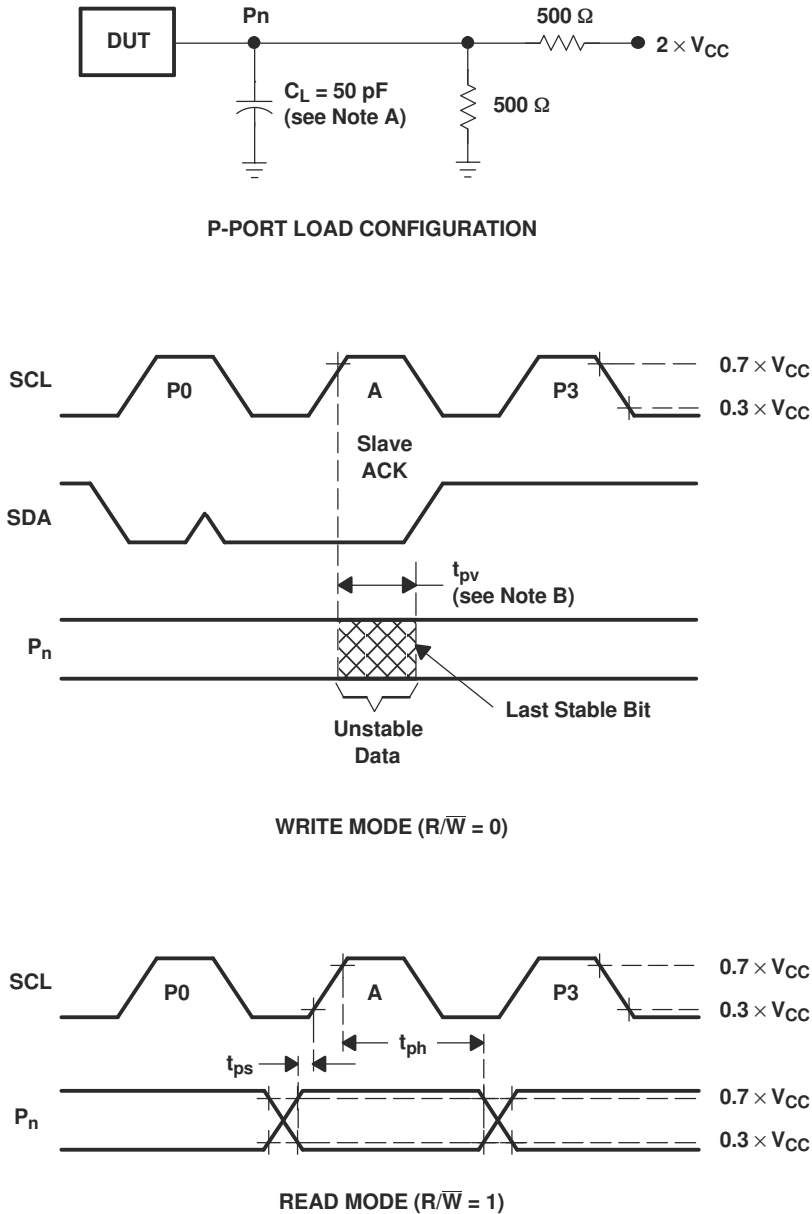 Pn
500 Ω
DUT
2 × VCC
CL = 50 pF
(see Note A)
500 Ω
P-PORT LOAD CONFIGURATION
SCL
P0
A
P3
0.7 × VCC
0.3 × VCC
Slave
ACK
SDA
tpv
(see Note B)
Pn
Last Stable Bit
Unstable
Data
WRITE MODE (R/W̅ = 0)
SCL
P0
A
P3
0.7 × VCC
0.3 × VCC
tps
tph
Pn
0.7 × VCC
0.3 × VCC
READ MODE (R/W̅ = 1)